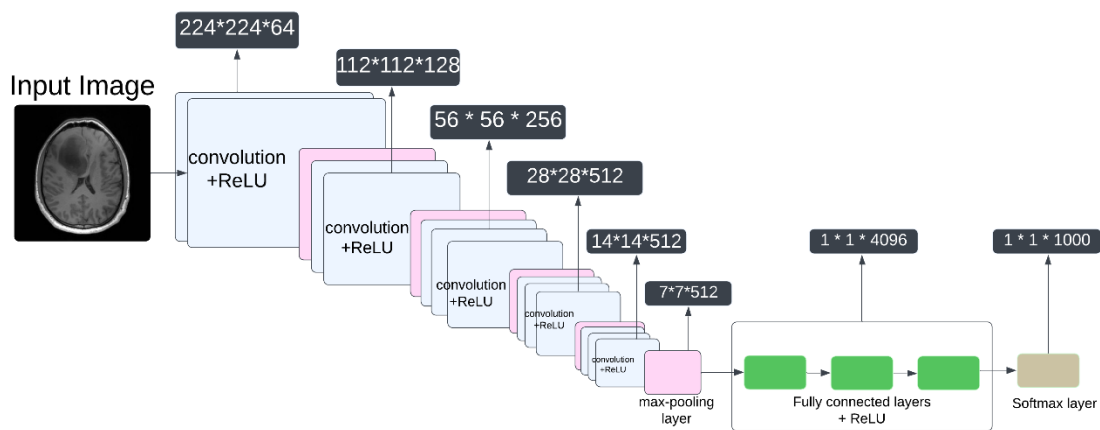 224*224*64
112*112*128
Input Image
56 * 56 * 256
convolution
+ReLU
28*28*512
convolution
+ReLU
14*14*512
1 * 1 * 4096
1 * 1 * 1000
convolution
+ReLU
7*7*512
convolution
+ReLU
convolution
+ReLU
max-pooling
layer
Fully connected layers
+ ReLU
Softmax layer